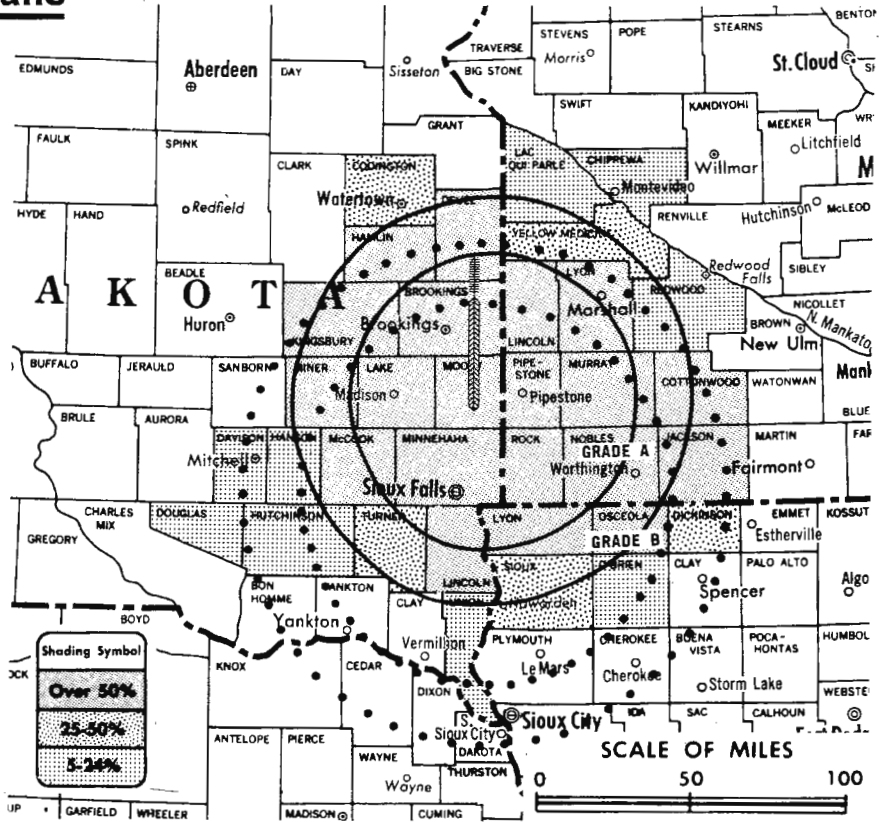 STEVENS
POPE
STEARNS
BENTON
TRAVERSE
Morris
EDMUNDS
Aberdeen
DAY
Sisseton
BIG STONE
St. Cloud
SWIFT
KANDIYOHI
MEEKER
GRANT
FAULK
SPINK
Litchfield
LAC QUI PARLE
CHIPPEWA
Willmar
CLARK
CODINGTON
Montevideo
Watertown
DEUEL
RENVILLE
Hutchinson
McLEOD
HYDE
HAND
Redfield
HAMLIN
YELLOW MEDICINE
SIBLEY
BEADLE
LYON
Redwood Falls
A K O T A
BROOKINGS
REDWOOD
NICOLLET
Huron
Brookings
Marshall
BROWN
N. Mankato
KINGSBURY
LINCOLN
New Ulm
BUFFALO
JERAULD
SANBORN
MINER
LAKE
PIPE-STONE
MURRAY
COTTONWOOD
WATONWAN
Madison
Pipestone
BRULE
AURORA
BLUE
DAVISON
HANSON
McCOOK
MINNEHAHA
ROCK
NOBLES
JACKSON
MARTIN
Mitchell
GRADE A
Worthington
Fairmont
Sioux Falls
CHARLES MIX
DOUGLAS
HUTCHINSON
TURNER
LYON
OSCEOLA
DICKINSON
EMMET
KOSSUT
Estherville
GREGORY
GRADE B
LINCOLN
SIOUX
O'BRIEN
CLAY
PALO ALTO
BON HOMME
YANKTON
CLAY
Hawarden
Spencer
Algo
BOYD
Yankton
Vermillion
PLYMOUTH
CHEROKEE
BUENA VISTA
POCA-HONTAS
HUMBOL
Shading Symbol
KNOX
CEDAR
Le Mars
Cherokee
Over 50%
DIXON
Storm Lake
WEBSTE
25-50%
S. Sioux City
Sioux City
IDA
SAC
CALHOUN
5-24%
ANTELOPE
PIERCE
WAYNE
DAKOTA
SCALE OF MILES
THURSTON
Wayne
0 50 100
GARFIELD
WHEELER
MADISON
CUMING